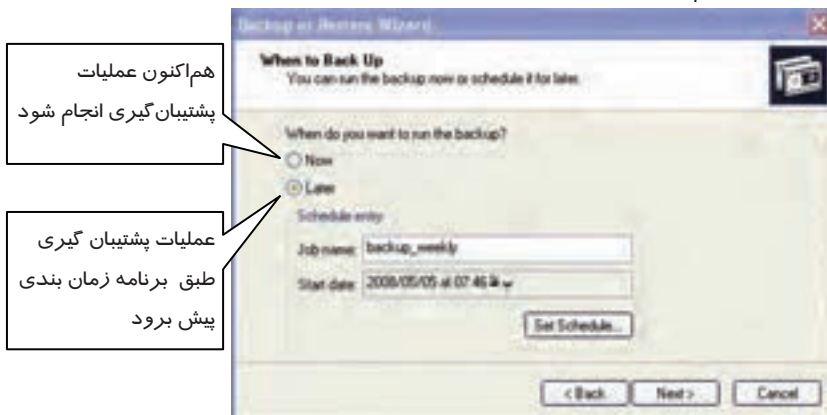 Backup or Restore Wizard
When to Back Up
You can run the backup now or schedule it for later.
هم‌اکنون عملیات
پشتیبان‌گیری انجام شود
When do you want to run the backup?
Now
Later
Schedule entry
عملیات پشتیبان گیری
طبق برنامه زمان بندی
پیش برود
Job name: backup_weekly
Start date: 2008/05/05 at 07:46
Set Schedule...
< Back
Next >
Cancel